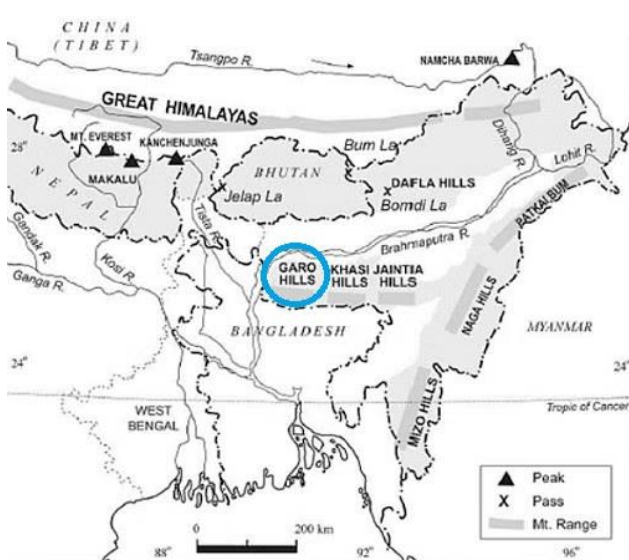 CHINA
(TIBET)
Tsangpo R.
NAMCHA BARWA
GREAT HIMALAYAS
MT. EVEREST
KANCHENJUNGA
MAKALU
28°
NEPAL
BHUTAN
Bum La
Dihang R.
Lohit R.
DAFLA HILLS
Jelap La
Bomdi La
PATKAI BUM
Tista R.
Brahmaputra R.
Gandak R.
Kosi R.
Ganga R.
GARO
HILLS
KHASI
HILLS
JAINTIA
HILLS
NAGA HILLS
BANGLADESH
MYANMAR
24°
24°
MIZO HILLS
Tropic of Cancer
WEST
BENGAL
Peak
X Pass
Mt. Range
0 200 km
88° 92° 96°